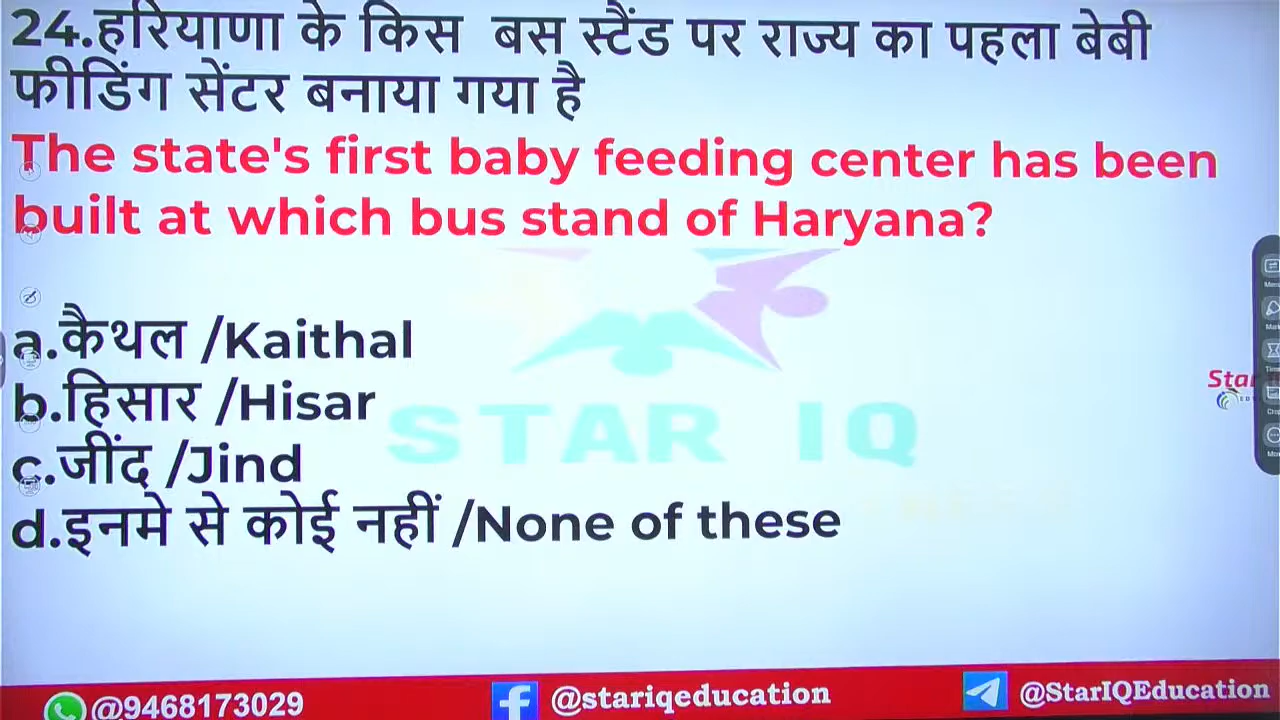 24.हरियाणा के किस बस स्टैंड पर राज्य का पहला बेबी
फीडिंग सेंटर बनाया गया है
The state's first baby feeding center has been
built at which bus stand of Haryana?
a.कैथल /Kaithal
b.हिसार /Hisar
c.जींद /Jind
d.इनमे से कोई नहीं /None of these
STAR IQ
Star
@9468173029
@stariqeducation
@StarIQEducation